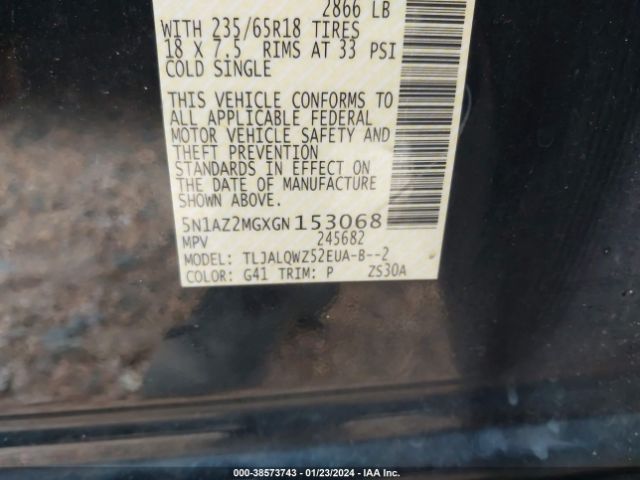 2866 LB
WITH 235/65R18 TIRES
18 X 7.5 RIMS AT 33 PSI
COLD SINGLE
THIS VEHICLE CONFORMS TO
ALL APPLICABLE FEDERAL
MOTOR VEHICLE SAFETY AND
THEFT PREVENTION
STANDARDS IN EFFECT ON
THE DATE OF MANUFACTURE
SHOWN ABOVE.
5N1AZ2MGXGN 153068
MPV 245682
MODEL: TLJALQWZ52EUA-B--2
COLOR: G41 TRIM: P ZS30A
000-38573743 - 01/23/2024 - IAA Inc.